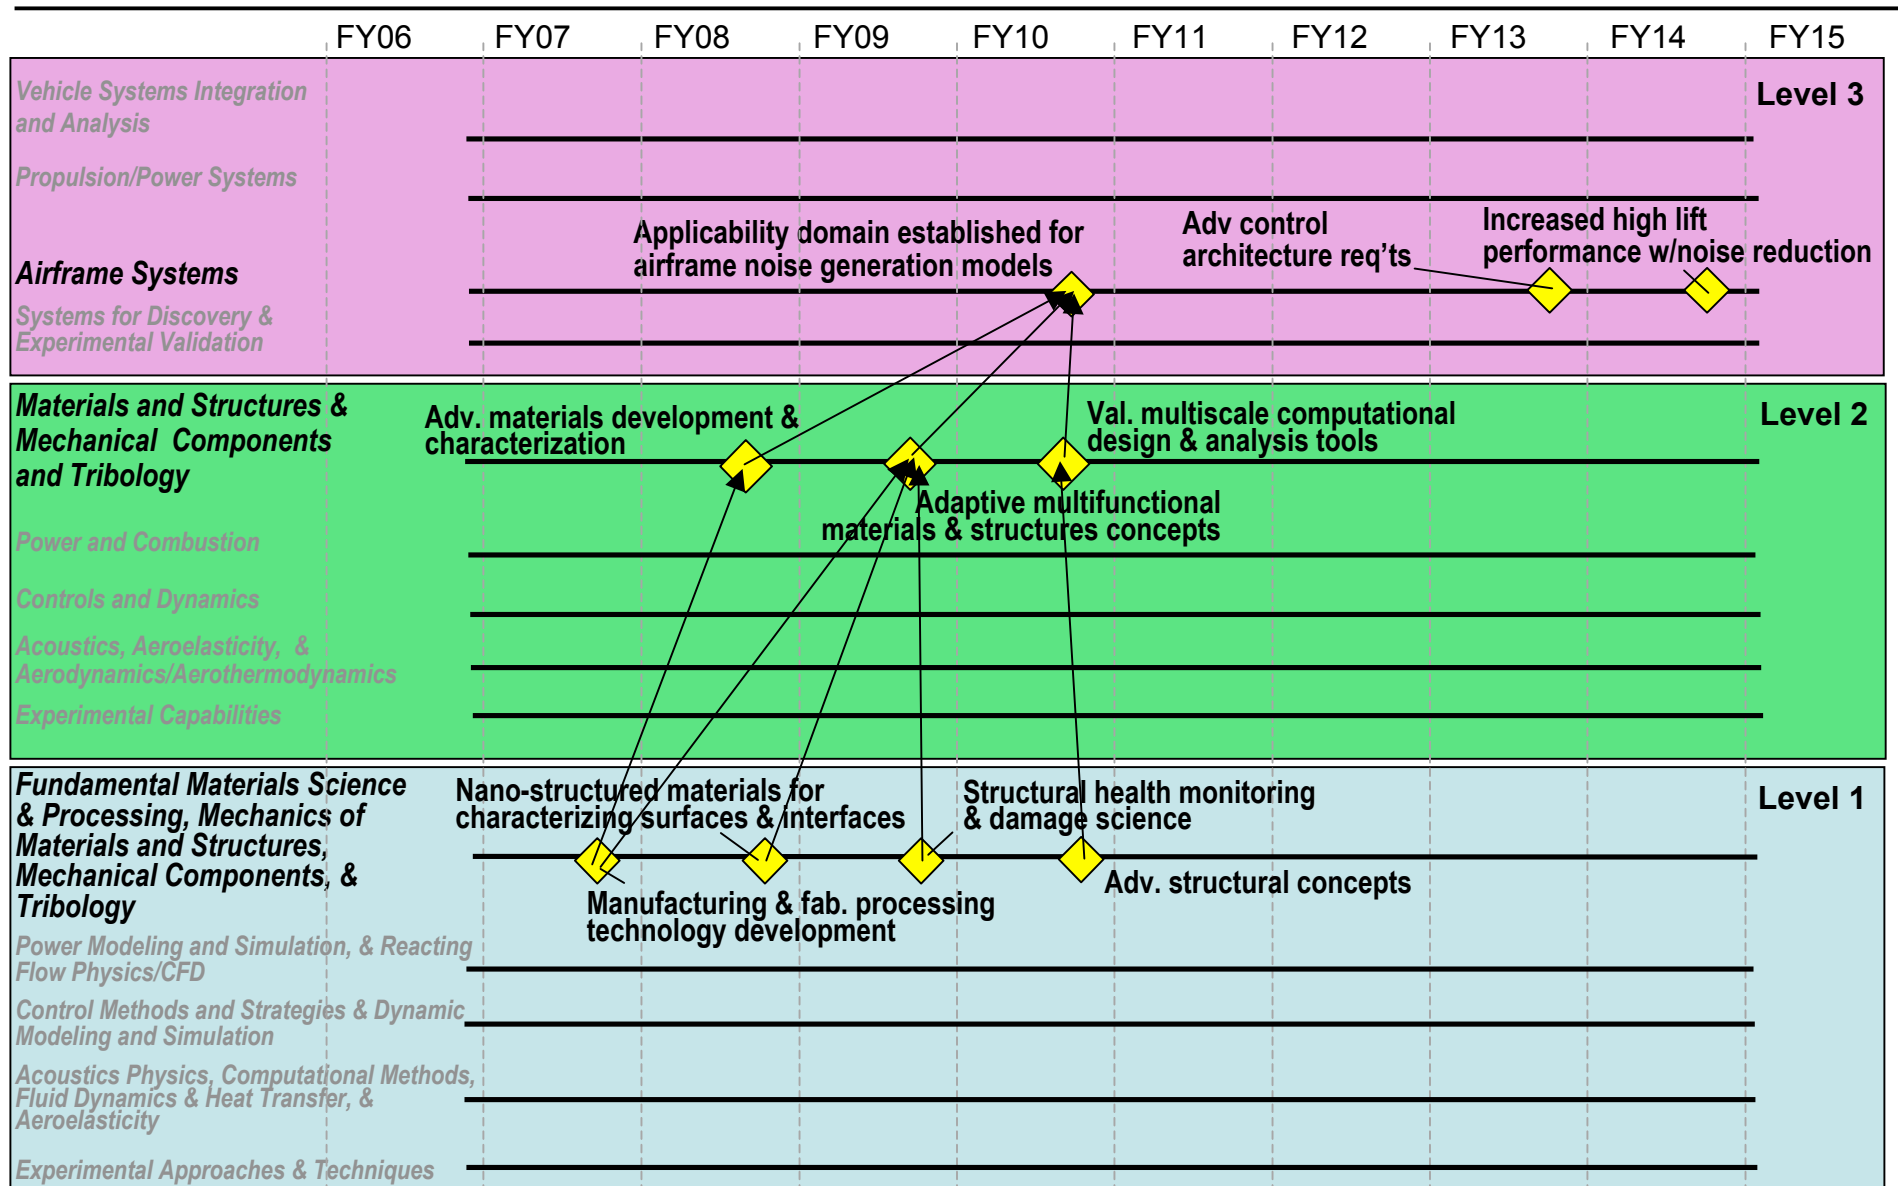 FY06 FY07 FY08 FY09 FY10 FY11 FY12 FY13 FY14 FY15
Level 3
Vehicle Systems Integration
and Analysis
Propulsion/Power Systems
Applicability domain established for
airframe noise generation models
Adv control
architecture req'ts
Increased high lift
performance w/noise reduction
Airframe Systems
Systems for Discovery &
Experimental Validation
Level 2
Materials and Structures &
Mechanical Components
and Tribology
Adv. materials development &
characterization
Val. multiscale computational
design & analysis tools
Adaptive multifunctional
materials & structures concepts
Power and Combustion
Controls and Dynamics
Acoustics, Aeroelasticity, &
Aerodynamics/Aerothermodynamics
Experimental Capabilities
Level 1
Fundamental Materials Science
& Processing, Mechanics of
Materials and Structures,
Mechanical Components, &
Tribology
Nano-structured materials for
characterizing surfaces & interfaces
Structural health monitoring
& damage science
Manufacturing & fab. processing
technology development
Adv. structural concepts
Power Modeling and Simulation, & Reacting
Flow Physics/CFD
Control Methods and Strategies & Dynamic
Modeling and Simulation
Acoustics Physics, Computational Methods,
Fluid Dynamics & Heat Transfer, &
Aeroelasticity
Experimental Approaches & Techniques